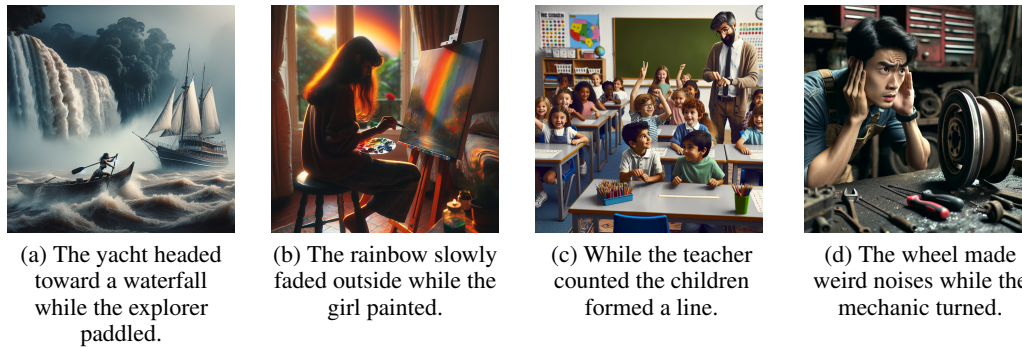 (a) The yacht headed
toward a waterfall
while the explorer
paddled.
(b) The rainbow slowly
faded outside while the
girl painted.
(c) While the teacher
counted the children
formed a line.
(d) The wheel made
weird noises while the
mechanic turned.